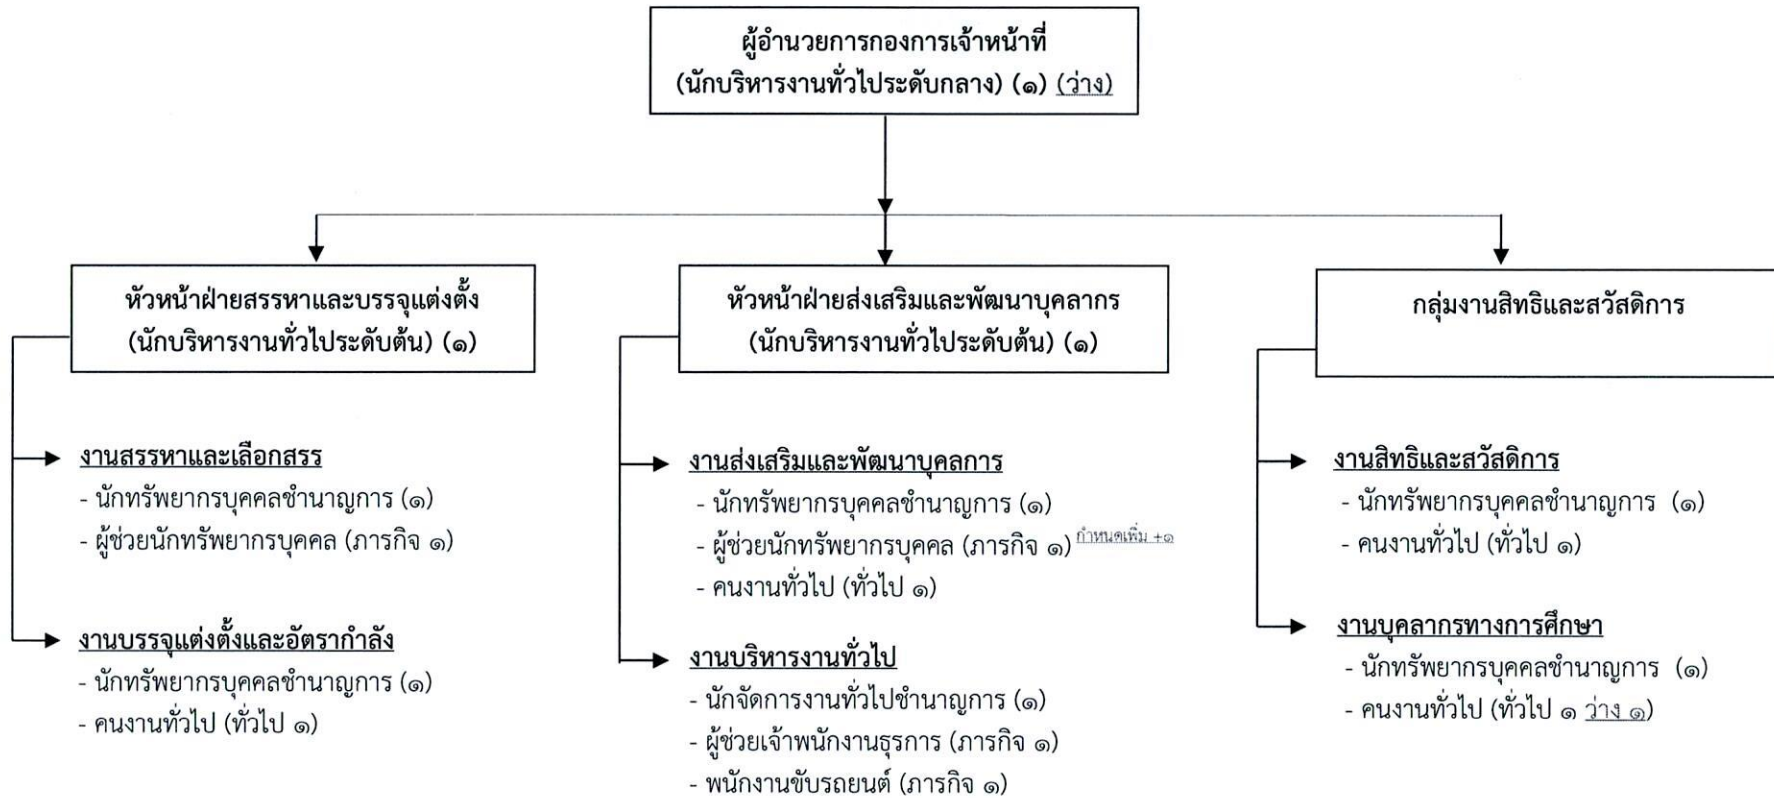 ผู้อำนวยการกองการเจ้าหน้าที่
(นักบริหารงานทั่วไประดับกลาง) (๑) (ว่าง)
หัวหน้าฝ่ายสรรหาและบรรจุแต่งตั้ง
(นักบริหารงานทั่วไประดับต้น) (๑)
งานสรรหาและเลือกสรร
- นักทรัพยากรบุคคลชำนาญการ (๑)
- ผู้ช่วยนักทรัพยากรบุคคล (ภารกิจ ๑)
งานบรรจุแต่งตั้งและอัตรากำลัง
- นักทรัพยากรบุคคลชำนาญการ (๑)
- คนงานทั่วไป (ทั่วไป ๑)
หัวหน้าฝ่ายส่งเสริมและพัฒนาบุคลากร
(นักบริหารงานทั่วไประดับต้น) (๑)
งานส่งเสริมและพัฒนาบุคลการ
- นักทรัพยากรบุคคลชำนาญการ (๑)
- ผู้ช่วยนักทรัพยากรบุคคล (ภารกิจ ๑) กำหนดเพิ่ม +๑
- คนงานทั่วไป (ทั่วไป ๑)
งานบริหารงานทั่วไป
- นักจัดการงานทั่วไปชำนาญการ (๑)
- ผู้ช่วยเจ้าพนักงานธุรการ (ภารกิจ ๑)
- พนักงานขับรถยนต์ (ภารกิจ ๑)
กลุ่มงานสิทธิและสวัสดิการ
งานสิทธิและสวัสดิการ
- นักทรัพยากรบุคคลชำนาญการ (๑)
- คนงานทั่วไป (ทั่วไป ๑)
งานบุคลากรทางการศึกษา
- นักทรัพยากรบุคคลชำนาญการ (๑)
- คนงานทั่วไป (ทั่วไป ๑ ว่าง ๑)